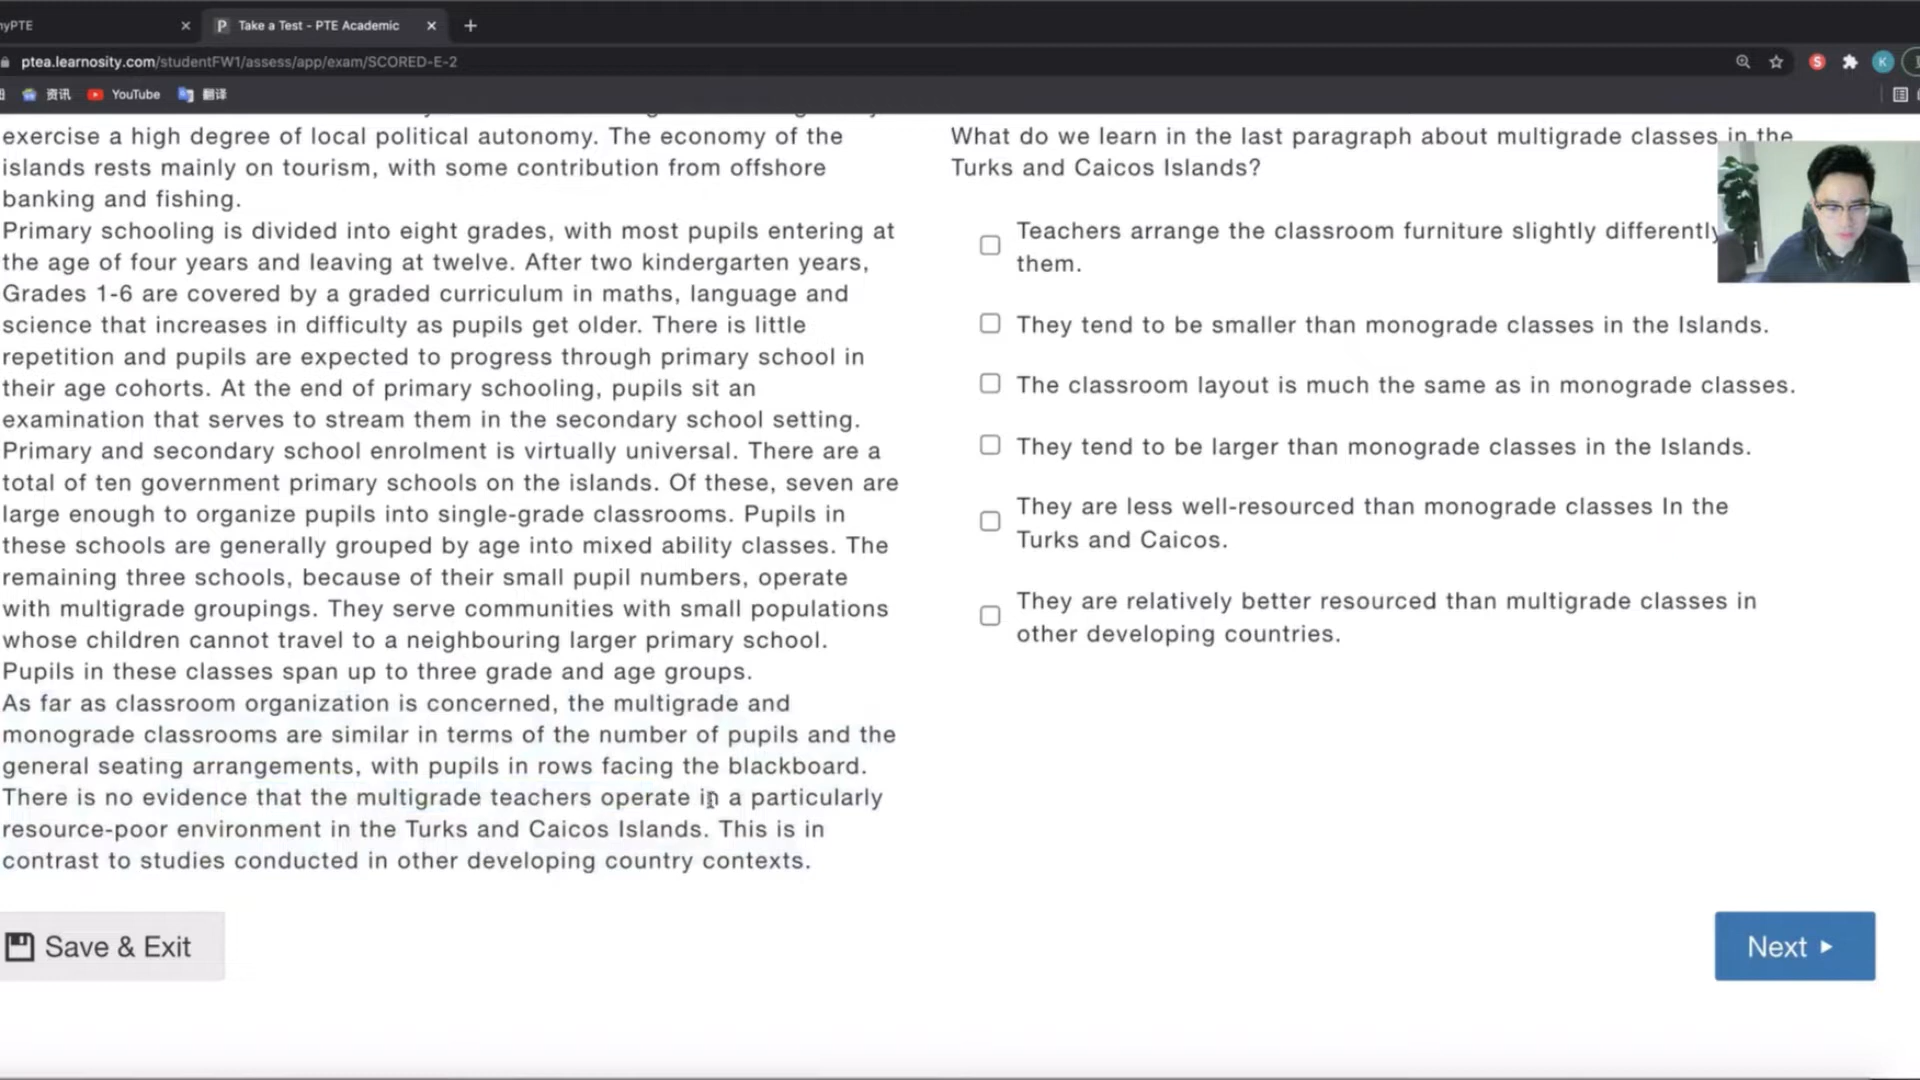 nyPTE
Take a Test - PTE Academic
ptea.learnosity.com/studentFW1/assess/app/exam/SCORED-E-2
资讯
YouTube
翻译
exercise a high degree of local political autonomy. The economy of the
islands rests mainly on tourism, with some contribution from offshore
banking and fishing.
Primary schooling is divided into eight grades, with most pupils entering at
the age of four years and leaving at twelve. After two kindergarten years,
Grades 1-6 are covered by a graded curriculum in maths, language and
science that increases in difficulty as pupils get older. There is little
repetition and pupils are expected to progress through primary school in
their age cohorts. At the end of primary schooling, pupils sit an
examination that serves to stream them in the secondary school setting.
Primary and secondary school enrolment is virtually universal. There are a
total of ten government primary schools on the islands. Of these, seven are
large enough to organize pupils into single-grade classrooms. Pupils in
these schools are generally grouped by age into mixed ability classes. The
remaining three schools, because of their small pupil numbers, operate
with multigrade groupings. They serve communities with small populations
whose children cannot travel to a neighbouring larger primary school.
Pupils in these classes span up to three grade and age groups.
As far as classroom organization is concerned, the multigrade and
monograde classrooms are similar in terms of the number of pupils and the
general seating arrangements, with pupils in rows facing the blackboard.
There is no evidence that the multigrade teachers operate in a particularly
resource-poor environment in the Turks and Caicos Islands. This is in
contrast to studies conducted in other developing country contexts.
What do we learn in the last paragraph about multigrade classes in the
Turks and Caicos Islands?
Teachers arrange the classroom furniture slightly differently
them.
They tend to be smaller than monograde classes in the Islands.
The classroom layout is much the same as in monograde classes.
They tend to be larger than monograde classes in the Islands.
They are less well-resourced than monograde classes In the
Turks and Caicos.
They are relatively better resourced than multigrade classes in
other developing countries.
Save & Exit
Next